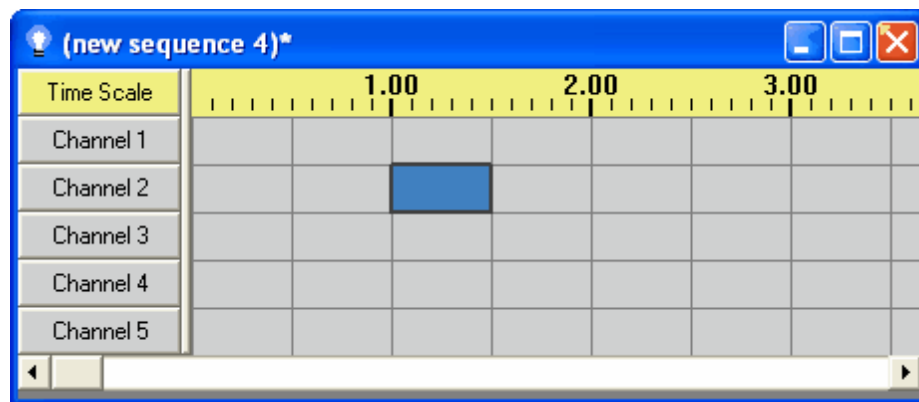 (new sequence 4)*
Time Scale 1.00 2.00 3.00
Channel 1
Channel 2
Channel 3
Channel 4
Channel 5